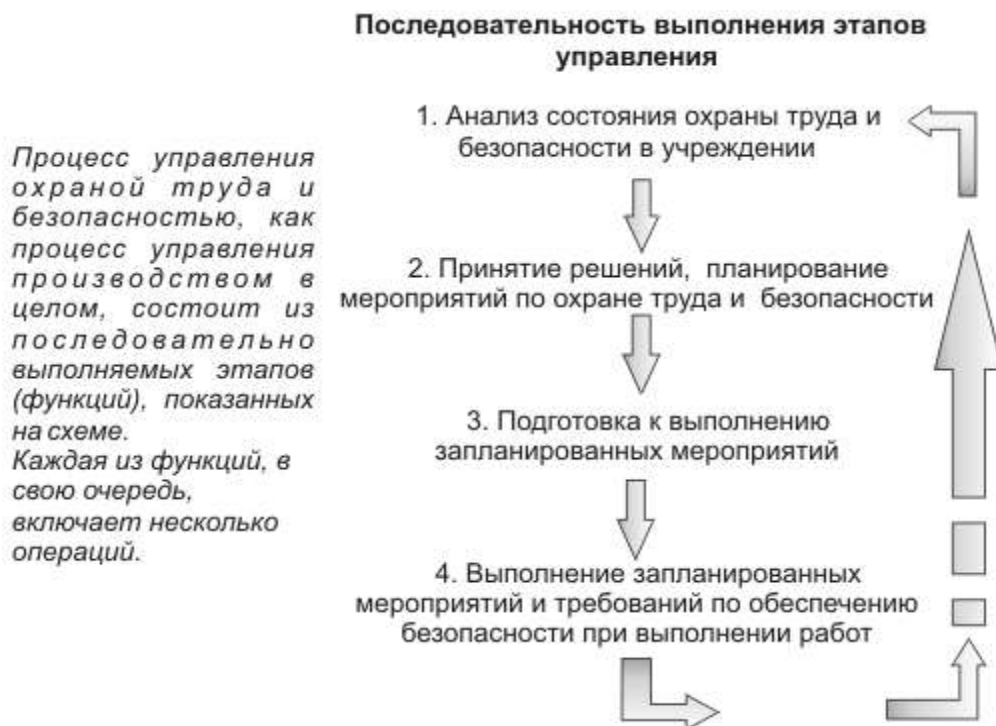 Последовательность выполнения этапов
управления
1. Анализ состояния охраны труда и
безопасности в учреждении
Процесс управления
охраной труда и
безопасностью, как
процесс управления
производством в
целом, состоит из
последовательно
выполняемых этапов
(функций), показанных
на схеме.
Каждая из функций, в
свою очередь,
включает несколько
операций.
2. Принятие решений, планирование
мероприятий по охране труда и безопасности
3. Подготовка к выполнению
запланированных мероприятий
4. Выполнение запланированных
мероприятий и требований по обеспечению
безопасности при выполнении работ